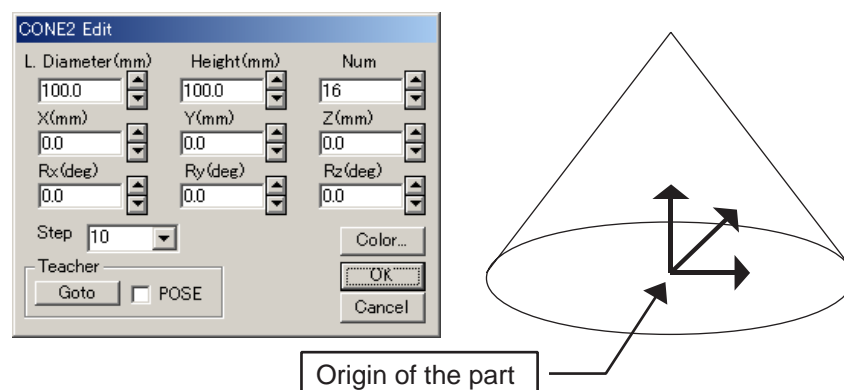 CONE2 Edit
L. Diameter(mm) Height(mm) Num
100.0 100.0 16
X(mm) Y(mm) Z(mm)
0.0 0.0 0.0
Rx(deg) Ry(deg) Rz(deg)
0.0 0.0 0.0
Step 10 Color...
Teacher
Goto POSE OK
Cancel
Origin of the part